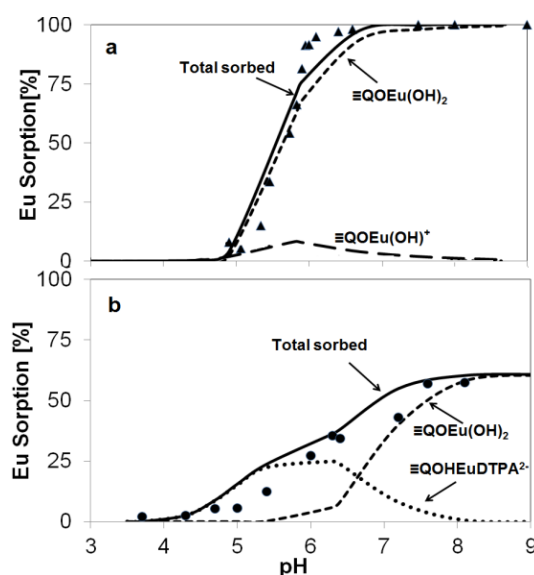 100
a
Total sorbed
≡QOEu(OH)₂
75
Eu Sorption[%]
50
25
≡QOEu(OH)⁺
0
100
b
Total sorbed
75
Eu Sorption [%]
50
≡QOEu(OH)₂
25
≡QOHEuDTPA²⁻
0
3 4 5 6 7 8 9
pH